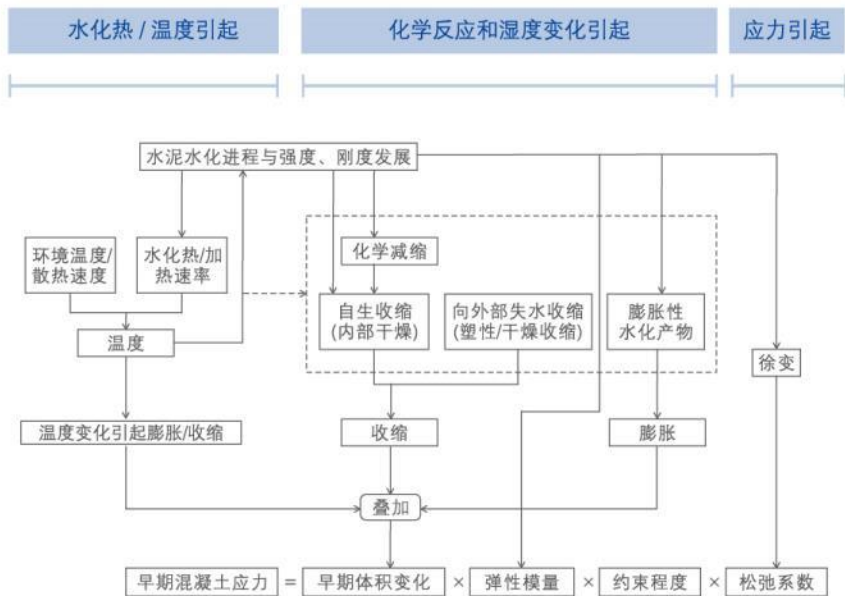 水化热 / 温度引起
化学反应和湿度变化引起
应力引起
水泥水化进程与强度、刚度发展
环境温度/
散热速度
水化热/加
热速率
化学减缩
自生收缩
(内部干燥)
向外部失水收缩
(塑性/干燥收缩)
膨胀性
水化产物
温度
徐变
温度变化引起膨胀/收缩
收缩
膨胀
叠加
早期混凝土应力 = 早期体积变化 × 弹性模量 × 约束程度 × 松弛系数